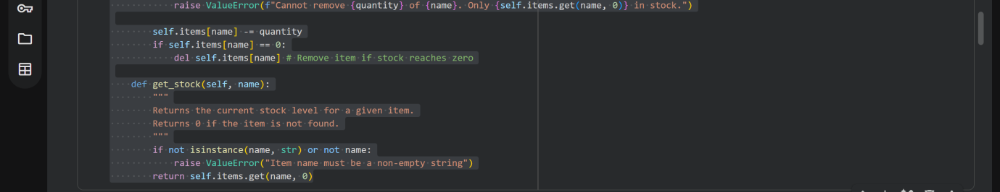 raise ValueError(f"Cannot remove {quantity} of {name}. Only {self.items.get(name, 0)} in stock.")

        self.items[name] -= quantity
        if self.items[name] == 0:
            del self.items[name] # Remove item if stock reaches zero

    def get_stock(self, name):
        """
        Returns the current stock level for a given item.
        Returns 0 if the item is not found.
        """
        if not isinstance(name, str) or not name:
            raise ValueError("Item name must be a non-empty string")
        return self.items.get(name, 0)